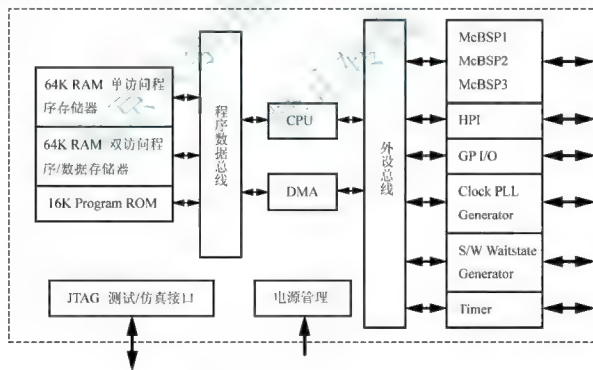 64K RAM 单访问程
序存储器
64K RAM 双访问程
序/数据存储器
16K Program ROM
程序数据总线
CPU
DMA
外设总线
McBSP1
McBSP2
McBSP3
HPI
GP I/O
Clock PLL
Generator
S/W Waitstate
Generator
Timer
JTAG 测试/仿真接口
电源管理